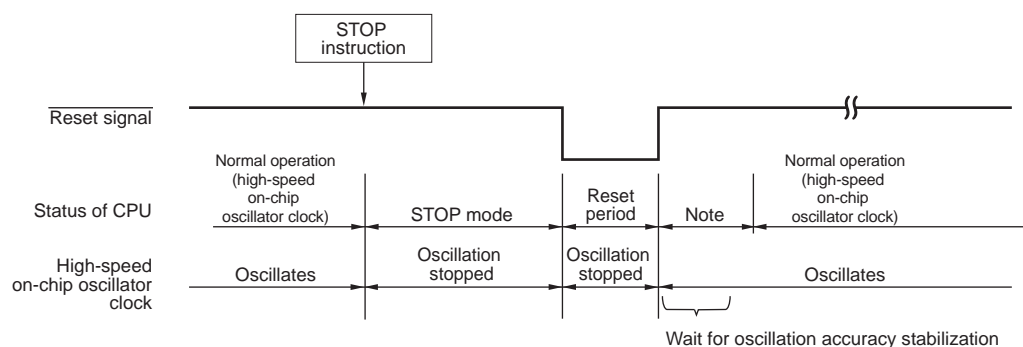 STOP
instruction
Reset signal
Normal operation
(high-speed
on-chip
oscillator clock)
Status of CPU
STOP mode
Reset
period
Note
Normal operation
(high-speed
on-chip
oscillator clock)
High-speed
on-chip oscillator
clock
Oscillates
Oscillation
stopped
Oscillation
stopped
Oscillates
Wait for oscillation accuracy stabilization